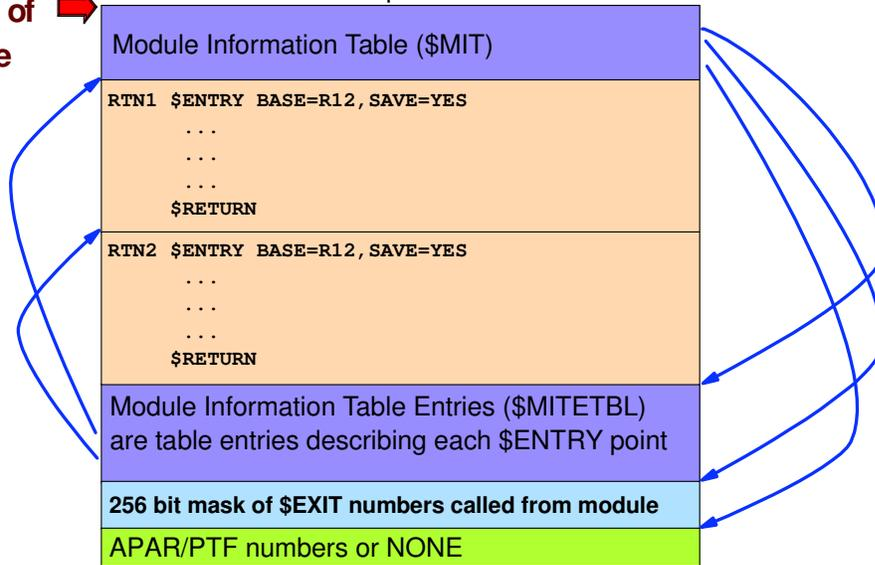 of
e
Module Information Table ($MIT)
RTN1 $ENTRY BASE=R12,SAVE=YES
...
...
...
$RETURN
RTN2 $ENTRY BASE=R12,SAVE=YES
...
...
...
$RETURN
Module Information Table Entries ($MITETBL)
are table entries describing each $ENTRY point
256 bit mask of $EXIT numbers called from module
APAR/PTF numbers or NONE